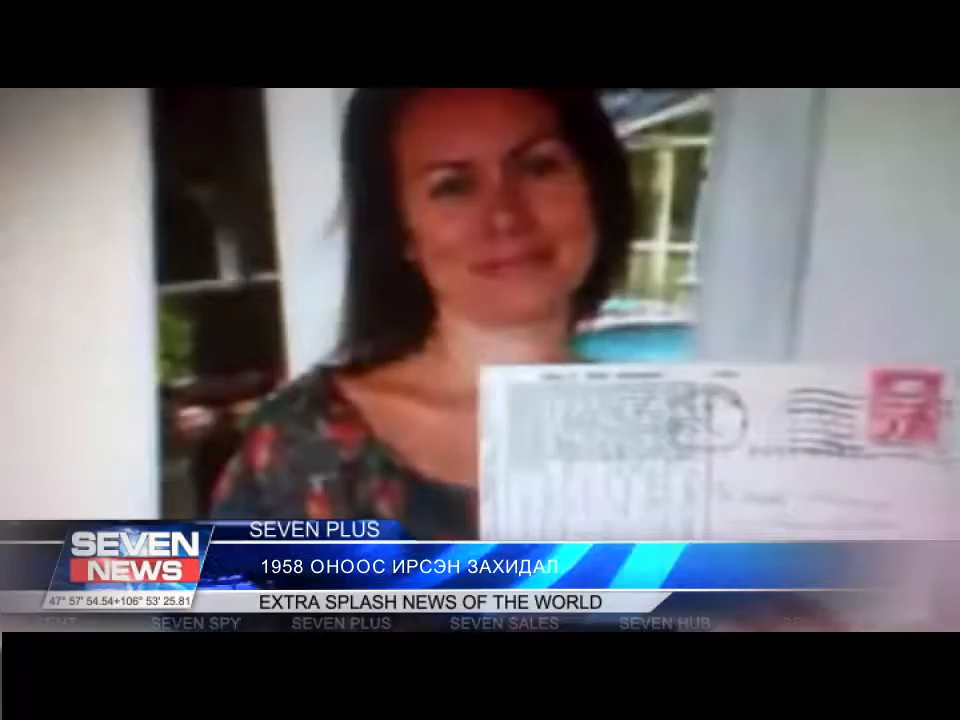 SEVEN PLUS
SEVEN
NEWS
1958 ОНООС ИРСЭН ЗАХИДАЛ
47° 57' 54.54+106° 53' 25.81
EXTRA SPLASH NEWS OF THE WORLD
SEVEN SPY SEVEN PLUS SEVEN SALES SEVEN HUB